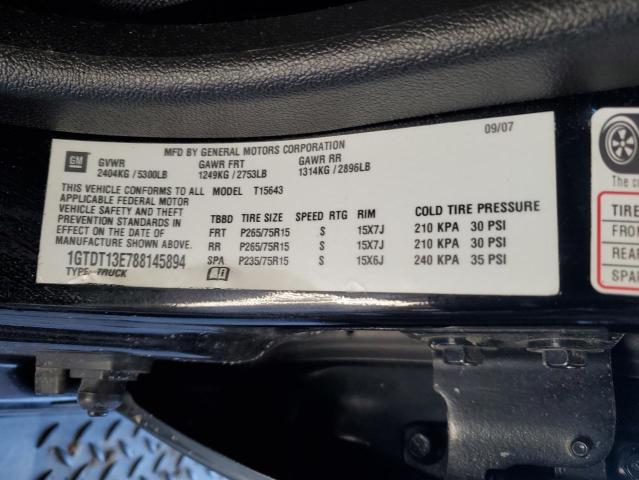 MFD BY GENERAL MOTORS CORPORATION
09/07
GM
GVWR GAWR FRT GAWR RR
2404KG / 5300LB 1249KG / 2753LB 1314KG / 2896LB
THIS VEHICLE CONFORMS TO ALL MODEL T15643
APPLICABLE FEDERAL MOTOR
VEHICLE SAFETY AND THEFT
PREVENTION STANDARDS IN
EFFECT ON THE DATE OF
MANUFACTURE SHOWN ABOVE.
1GTDT13E788145894
TYPE: TRUCK
TBBD TIRE SIZE SPEED RTG RIM COLD TIRE PRESSURE
FRT P265/75R15 S 15X7J 210 KPA 30 PSI
RR P265/75R15 S 15X7J 210 KPA 30 PSI
SPA P235/75R15 S 15X6J 240 KPA 35 PSI
The c
TIRE
FRON
REAR
SPAR